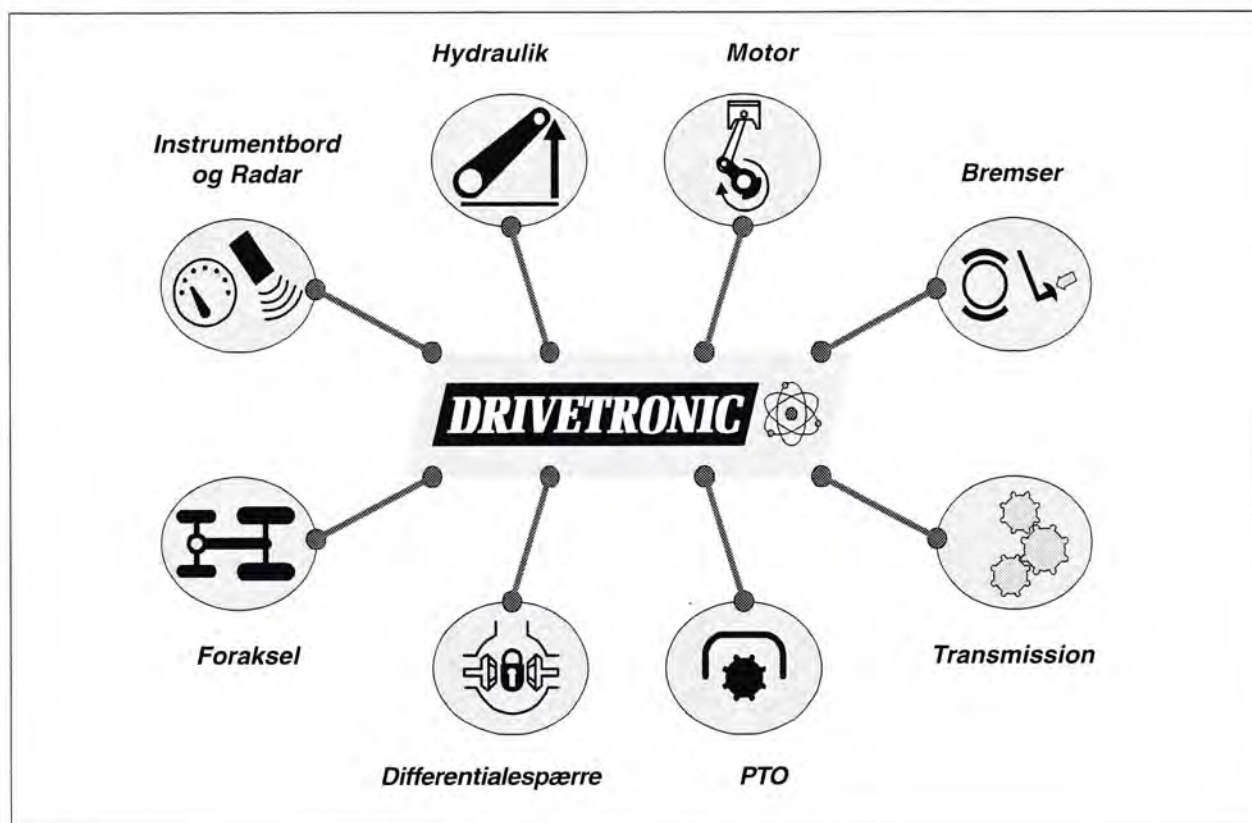 Hydraulik
Motor
Instrumentbord
og Radar
Bremser
DRIVETRONIC
Foraksel
Transmission
Differentialespærre
PTO